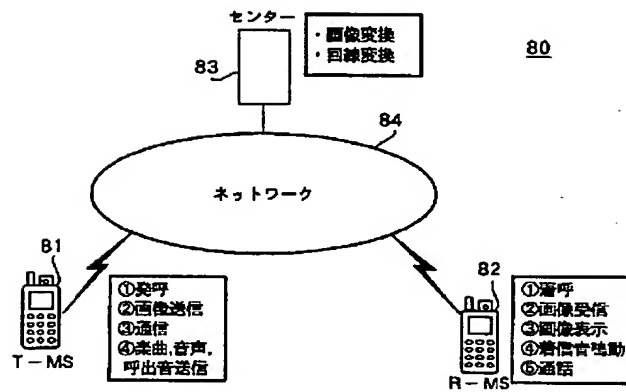 センター
・画像変換
・回線変換
80
83
84
ネットワーク
81
①発呼
②画像送信
③通信
④楽曲,音声,
呼出音送信
T-MS
82
①着呼
②画像受信
③画像表示
④着信音鳴動
⑤通話
R-MS